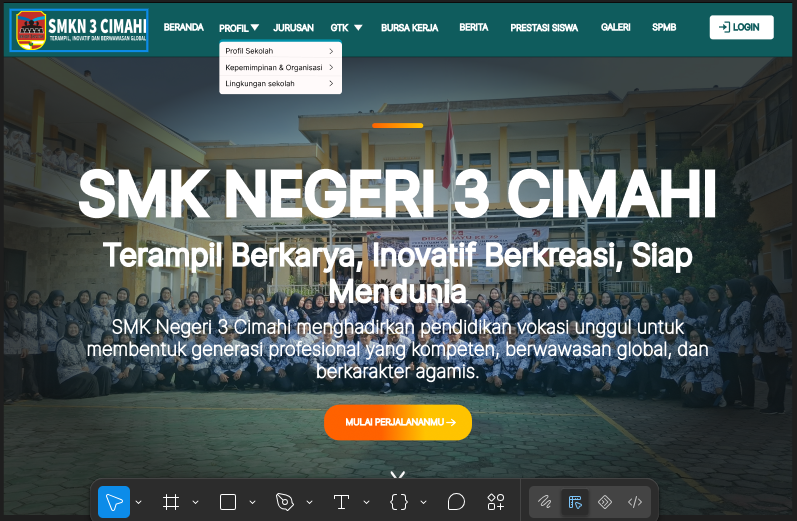 SMKN 3 CIMAHI
TERAMPIL, INOVATIF DAN BERWAWASAN GLOBAL
BERANDA
PROFIL
JURUSAN
GTK
BURSA KERJA
BERITA
PRESTASI SISWA
GALERI
SPMB
LOGIN
Profil Sekolah
Kepemimpinan & Organisasi
Lingkungan sekolah
SMK NEGERI 3 CIMAHI
Terampil Berkarya, Inovatif Berkreasi, Siap
Mendunia
SMK Negeri 3 Cimahi menghadirkan pendidikan vokasi unggul untuk
membentuk generasi profesional yang kompeten, berwawasan global, dan
berkarakter agamis.
MULAI PERJALANANMU